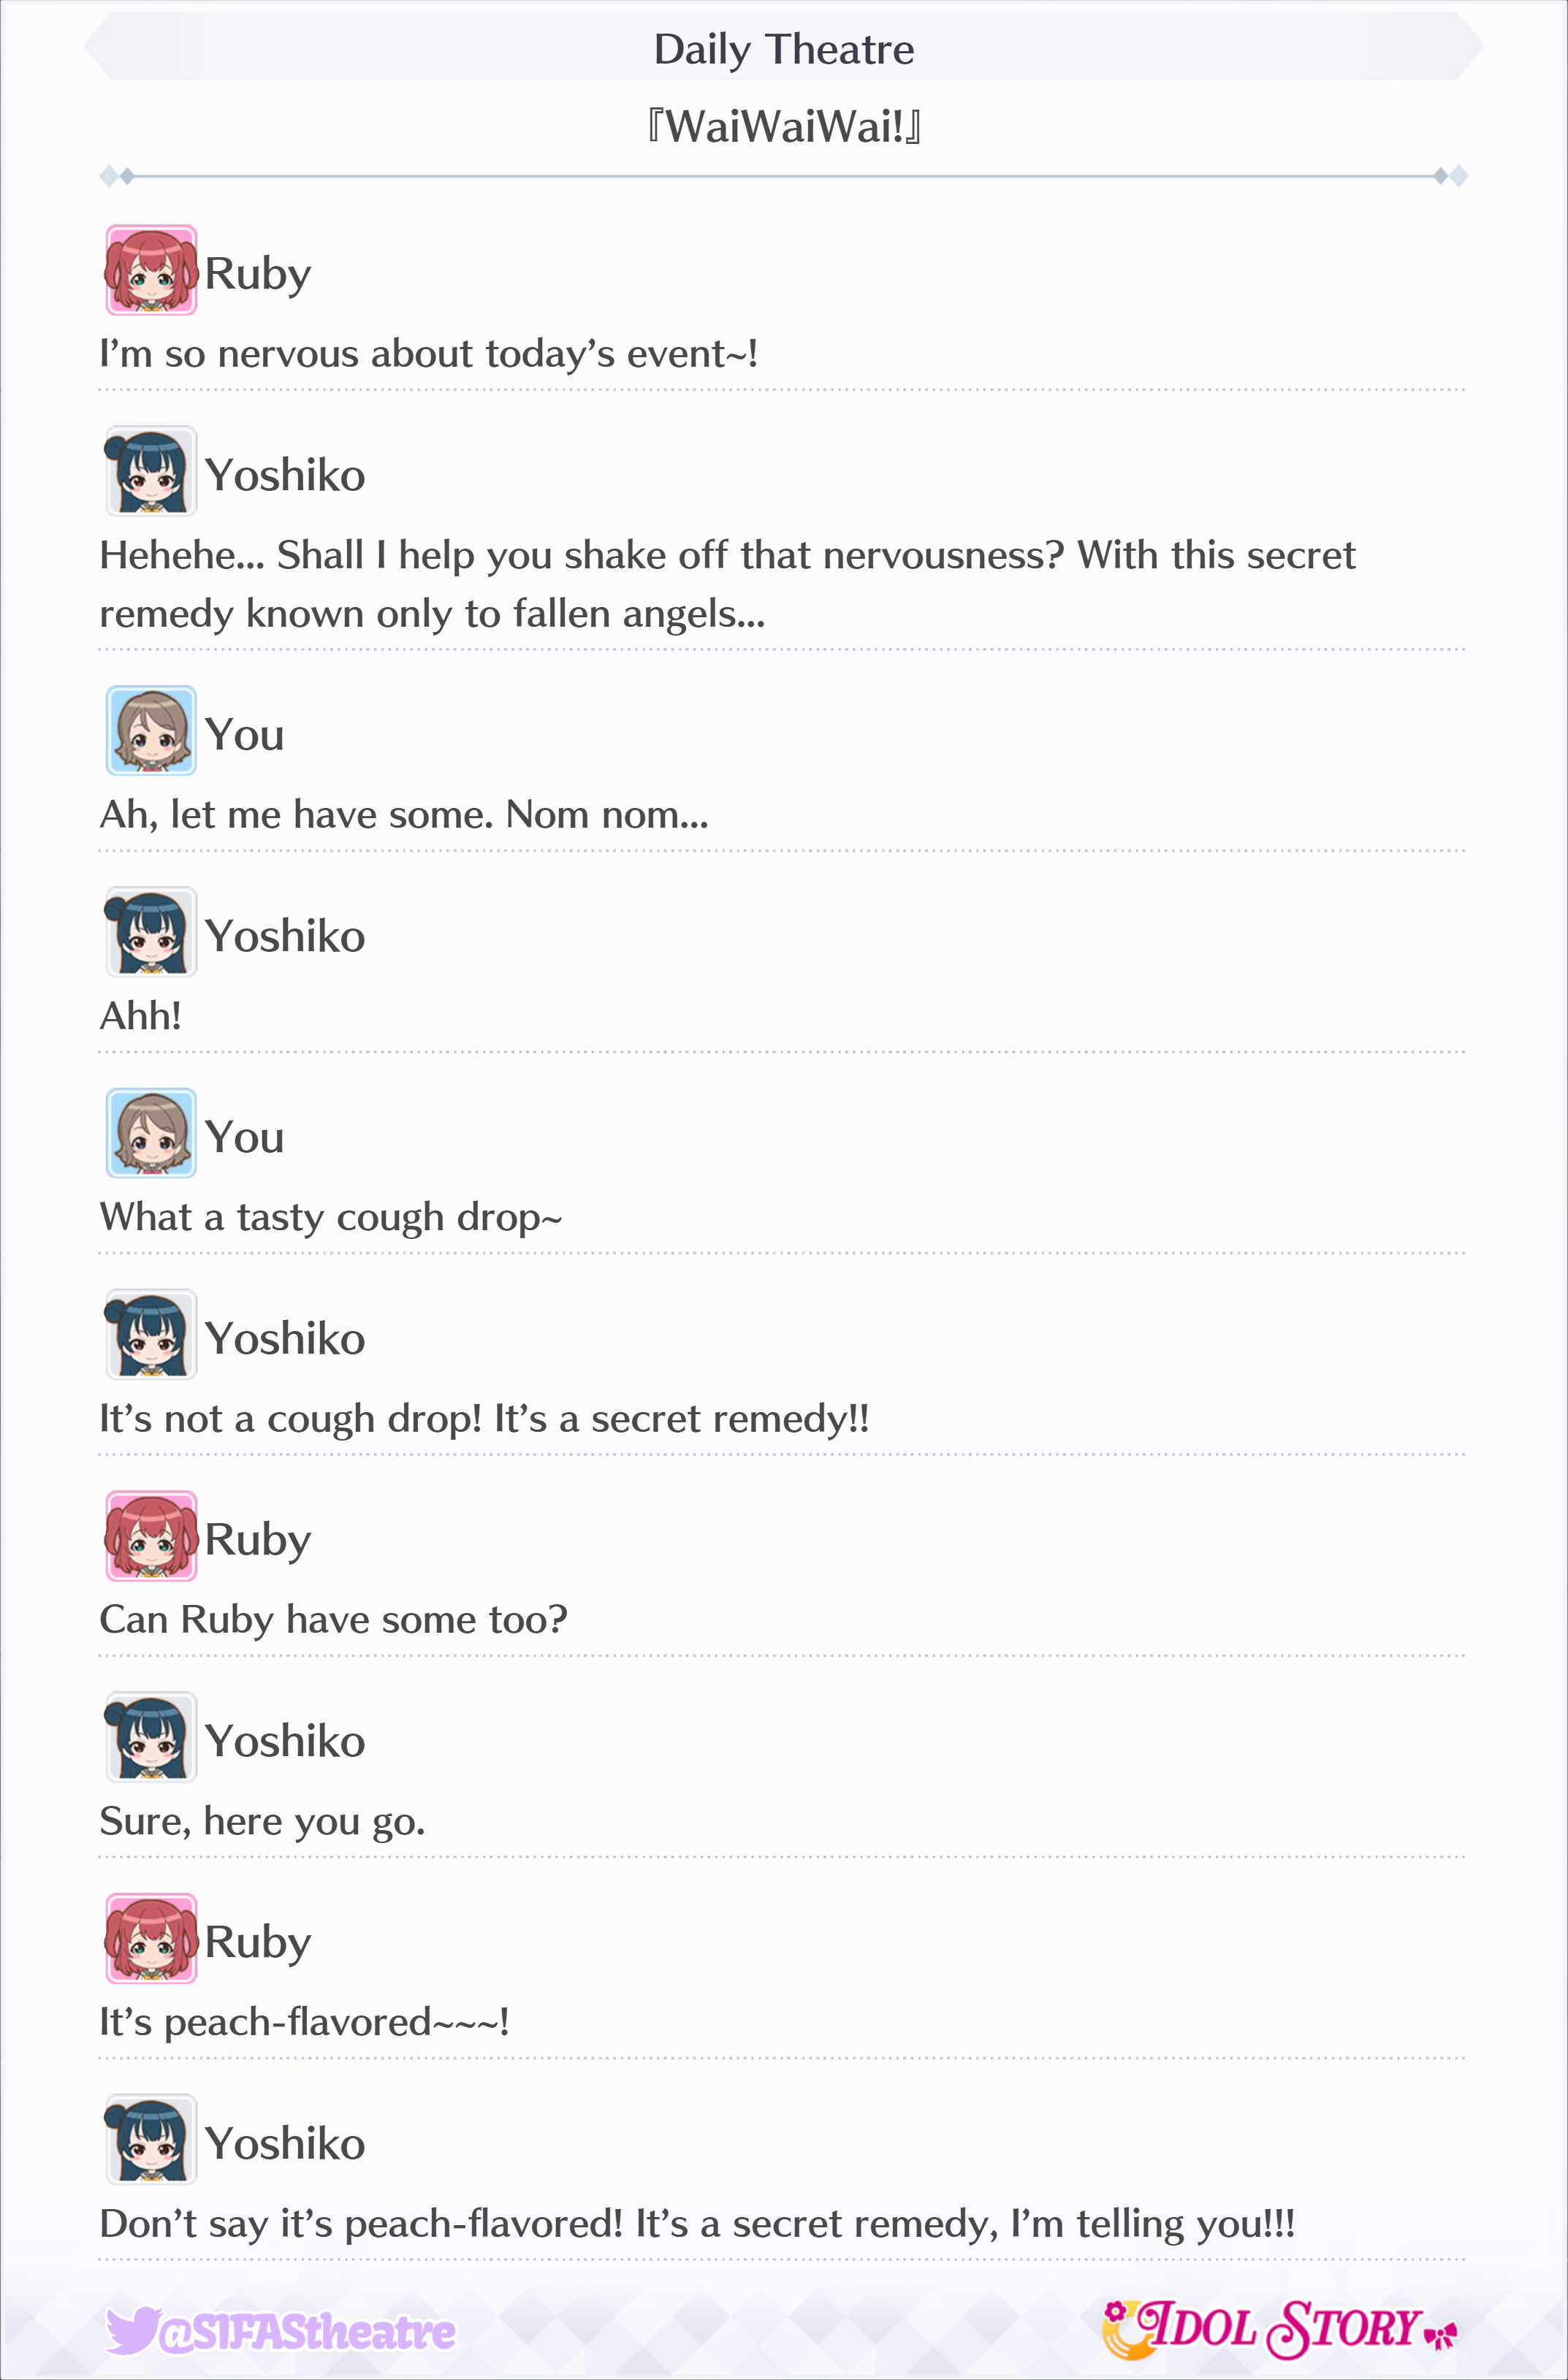 Daily Theatre
『WaiWaiWai!』
Ruby
I’m so nervous about today’s event~!
Yoshiko
Hehehe... Shall I help you shake off that nervousness? With this secret
remedy known only to fallen angels...
You
Ah, let me have some. Nom nom...
Yoshiko
Ahh!
You
What a tasty cough drop~
Yoshiko
It’s not a cough drop! It’s a secret remedy!!
Ruby
Can Ruby have some too?
Yoshiko
Sure, here you go.
Ruby
It’s peach-flavored~~~!
Yoshiko
Don’t say it’s peach-flavored! It’s a secret remedy, I’m telling you!!!
@SIFAStheatre
IDOL STORY